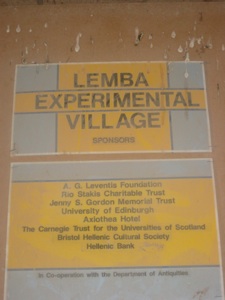 LEMBA
EXPERIMENTAL
VILLAGE
SPONSORS
A. G. Leventis Foundation
Rio Stakis Charitable Trust
Jenny S. Gordon Memorial Trust
University of Edinburgh
Axiothea Hotel
The Carnegie Trust for the Universities of Scotland
Bristol Hellenic Cultural Society
Hellenic Bank
In Co-operation with the Department of Antiquities.